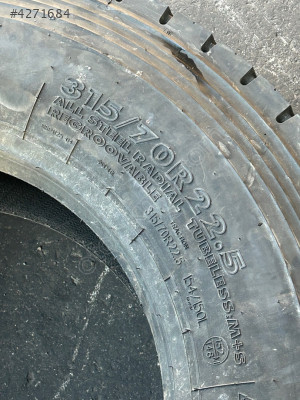 #4271684
315/70R22.5
ALL STEEL RADIAL TUBELESS M+S
REGROOVABLE
315/70R22.5
154/150L